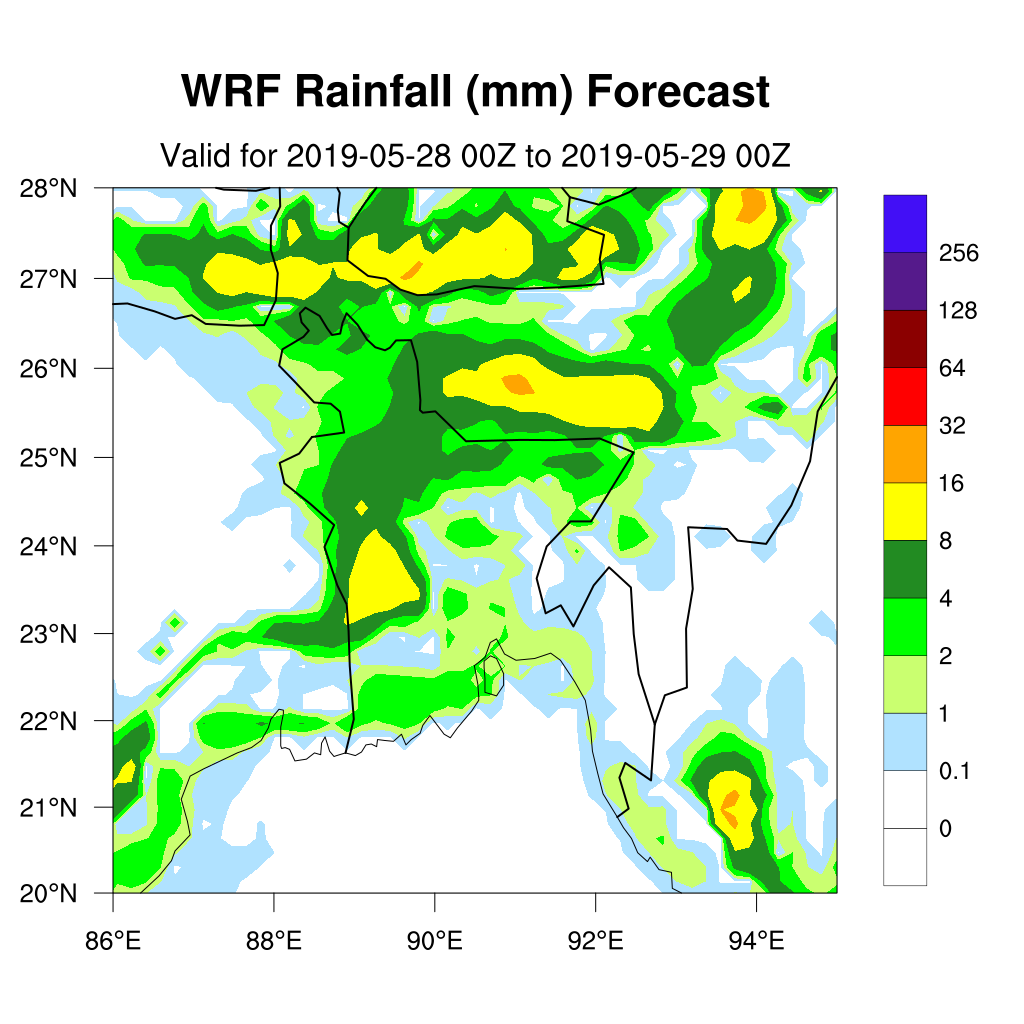 WRF Rainfall (mm) Forecast
Valid for 2019-05-28 00Z to 2019-05-29 00Z
28°N
27°N
26°N
25°N
24°N
23°N
22°N
21°N
20°N
86°E
88°E
90°E
92°E
94°E
256
128
64
32
16
8
4
2
1
0.1
0